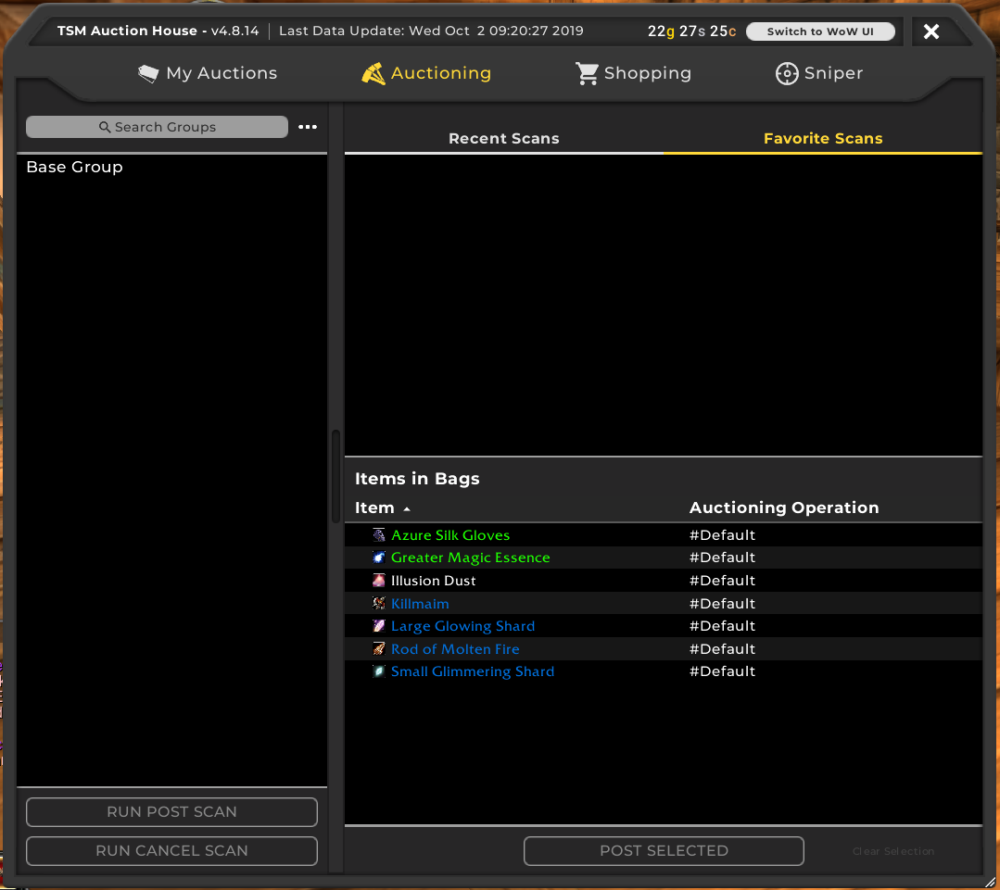 TSM Auction House - v4.8.14 Last Data Update: Wed Oct 2 09:20:27 2019 22g 27s 25c Switch to WoW UI
My Auctions Auctioning Shopping Sniper
Search Groups
Recent Scans Favorite Scans
Base Group
Items in Bags
Item Auctioning Operation
Azure Silk Gloves #Default
Greater Magic Essence #Default
Illusion Dust #Default
Killmaim #Default
Large Glowing Shard #Default
Rod of Molten Fire #Default
Small Glimmering Shard #Default
RUN POST SCAN
RUN CANCEL SCAN
POST SELECTED Clear Selection